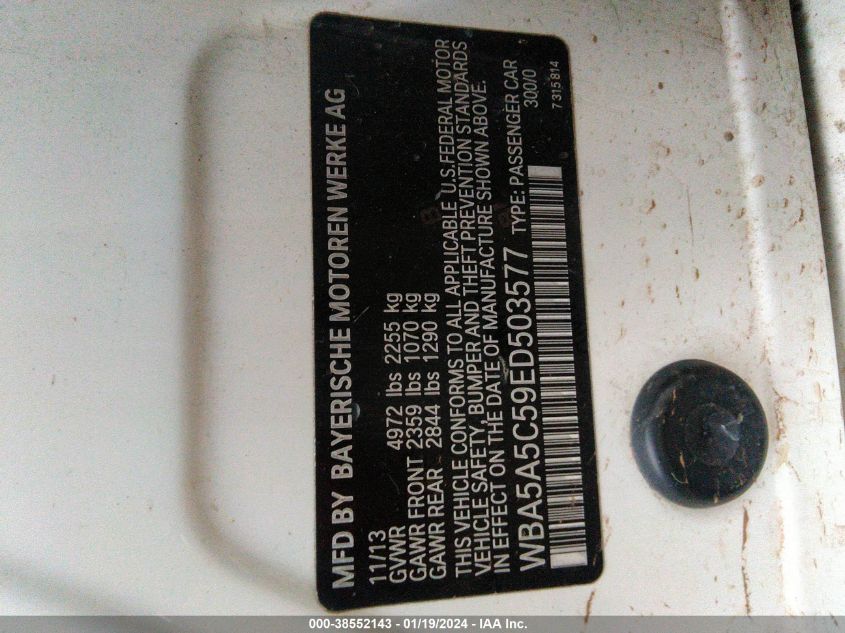 MFD BY BAYERISCHE MOTOREN WERKE AG
11/13
GVWR 4972 lbs 2255 kg
GAWR FRONT 2359 lbs 1070 kg
GAWR REAR 2844 lbs 1290 kg
THIS VEHICLE CONFORMS TO ALL APPLICABLE U.S.FEDERAL MOTOR
VEHICLE SAFETY, BUMPER AND THEFT PREVENTION STANDARDS
IN EFFECT ON THE DATE OF MANUFACTURE SHOWN ABOVE.
WBA5A5C59ED503577 TYPE: PASSENGER CAR
300/0
7315814
000-38552143 - 01/19/2024 - IAA Inc.